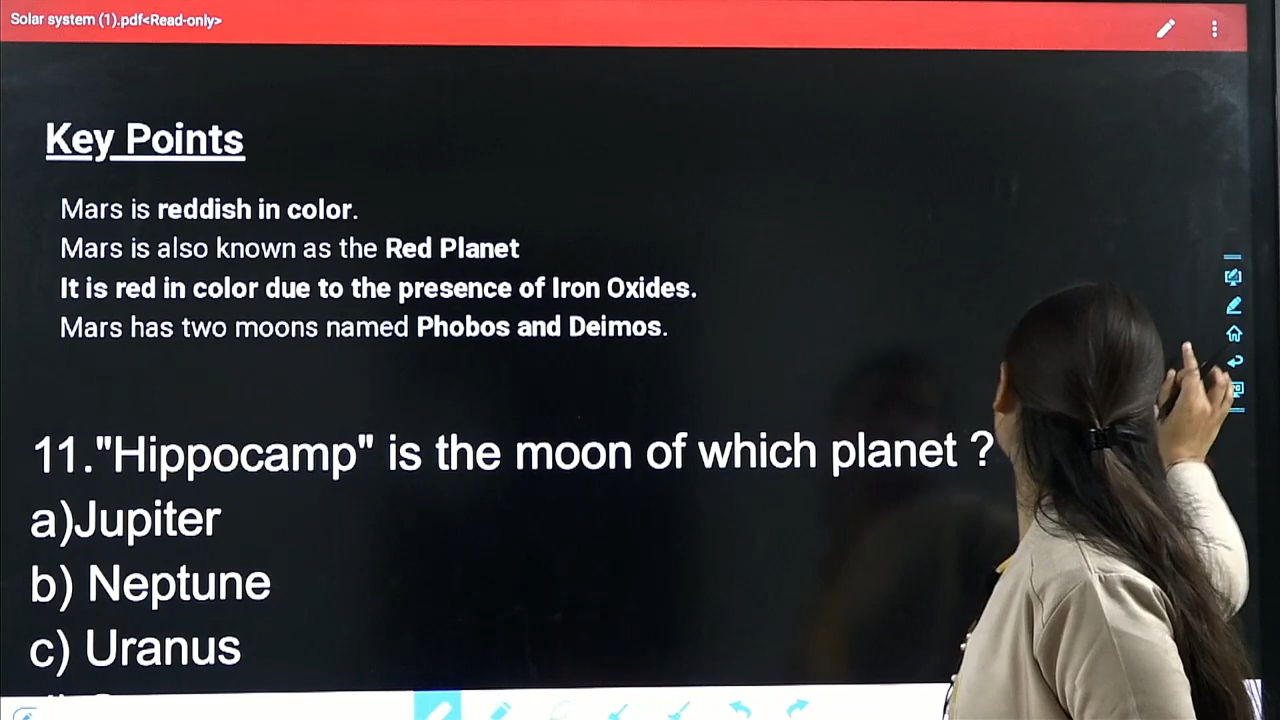 Solar system (1).pdf<Read-only>
Key Points
Mars is reddish in color.
Mars is also known as the Red Planet
It is red in color due to the presence of Iron Oxides.
Mars has two moons named Phobos and Deimos.
11."Hippocamp" is the moon of which planet ?
a)Jupiter
b) Neptune
c) Uranus